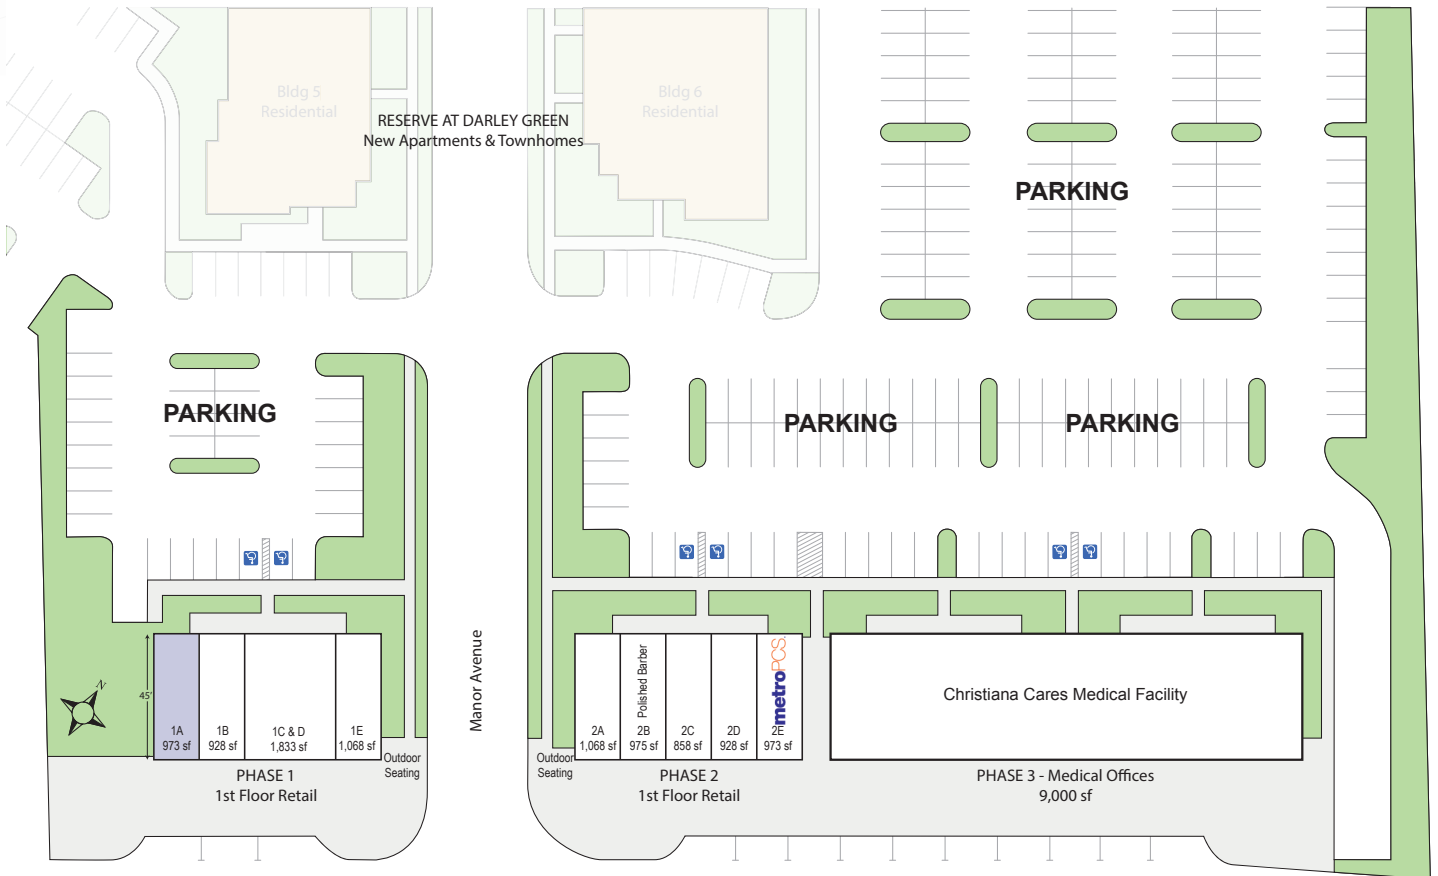 Bldg 5
Residential
Bldg 6
Residential
RESERVE AT DARLEY GREEN
New Apartments & Townhomes
PARKING
PARKING
PARKING
PARKING
Manor Avenue
N
45'
1A
973 sf
1B
928 sf
1C & D
1,833 sf
1E
1,068 sf
Outdoor
Seating
PHASE 1
1st Floor Retail
Outdoor
Seating
2A
1,068 sf
Polished Barber
2B
975 sf
2C
858 sf
2D
928 sf
metroPCS.
2E
973 sf
PHASE 2
1st Floor Retail
Christiana Cares Medical Facility
PHASE 3 - Medical Offices
9,000 sf